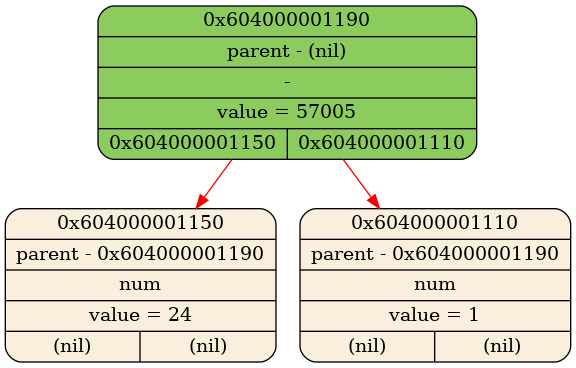 0x604000001190
parent - (nil)
-
value = 57005
0x604000001150 0x604000001110
0x604000001150
parent - 0x604000001190
num
value = 24
(nil) (nil)
0x604000001110
parent - 0x604000001190
num
value = 1
(nil) (nil)